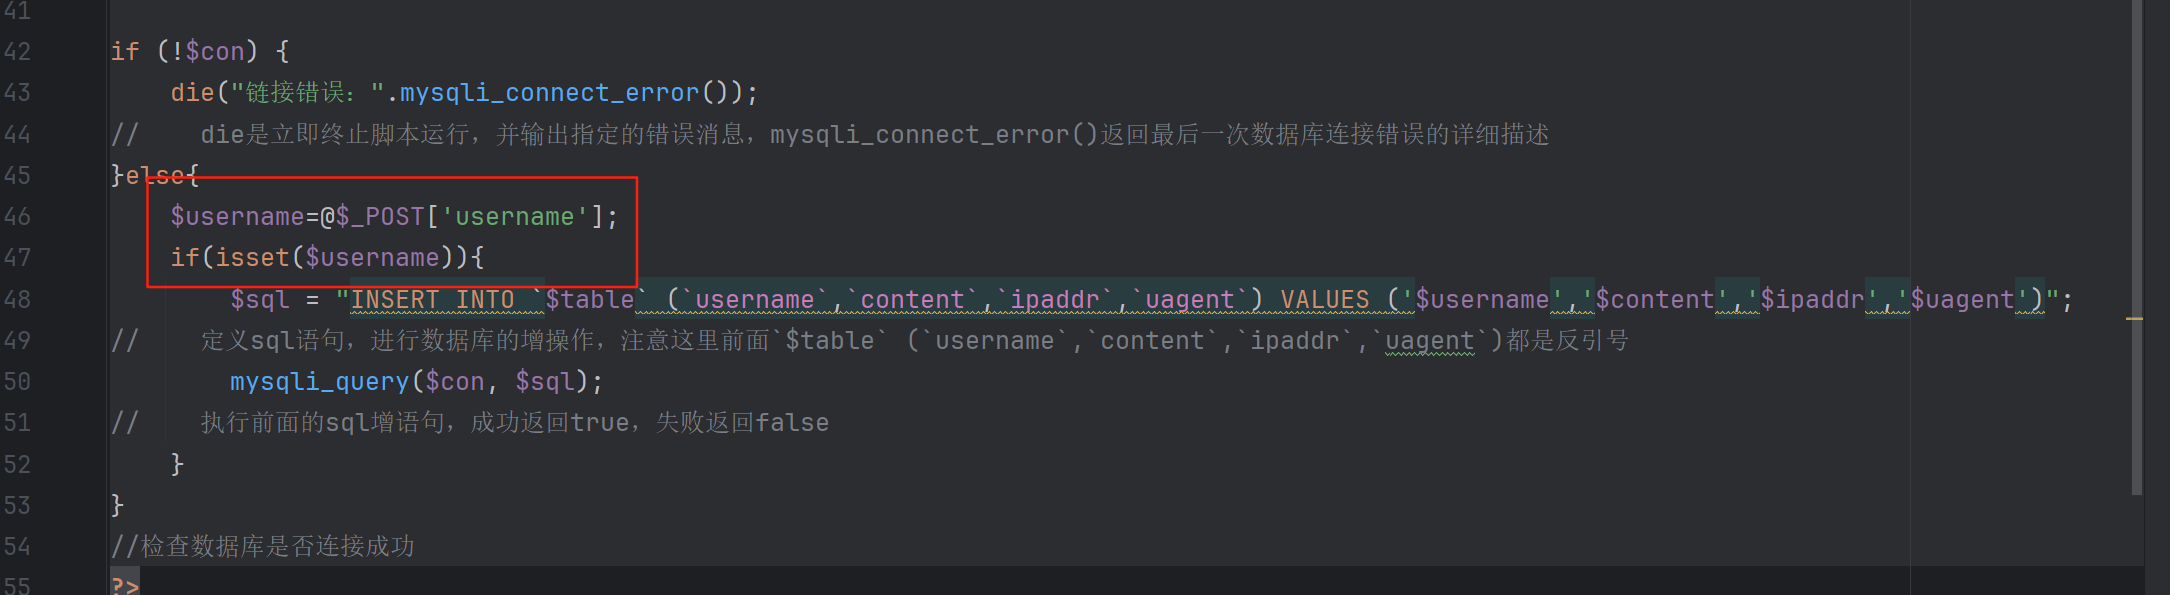 41
42 if (!$con) {
43 die("链接错误：".mysqli_connect_error());
44 // die是立即终止脚本运行，并输出指定的错误消息，mysqli_connect_error()返回最后一次数据库连接错误的详细描述
45 }else{
46 $username=@$_POST['username'];
47 if(isset($username)){
48 $sql = "INSERT INTO `$table` (`username`,`content`,`ipaddr`,`uagent`) VALUES ('$username','$content','$ipaddr','$uagent')";
49 // 定义sql语句，进行数据库的增操作，注意这里前面`$table` (`username`,`content`,`ipaddr`,`uagent`)都是反引号
50 mysqli_query($con, $sql);
51 // 执行前面的sql增语句，成功返回true，失败返回false
52 }
53 }
54 //检查数据库是否连接成功
55 ?>